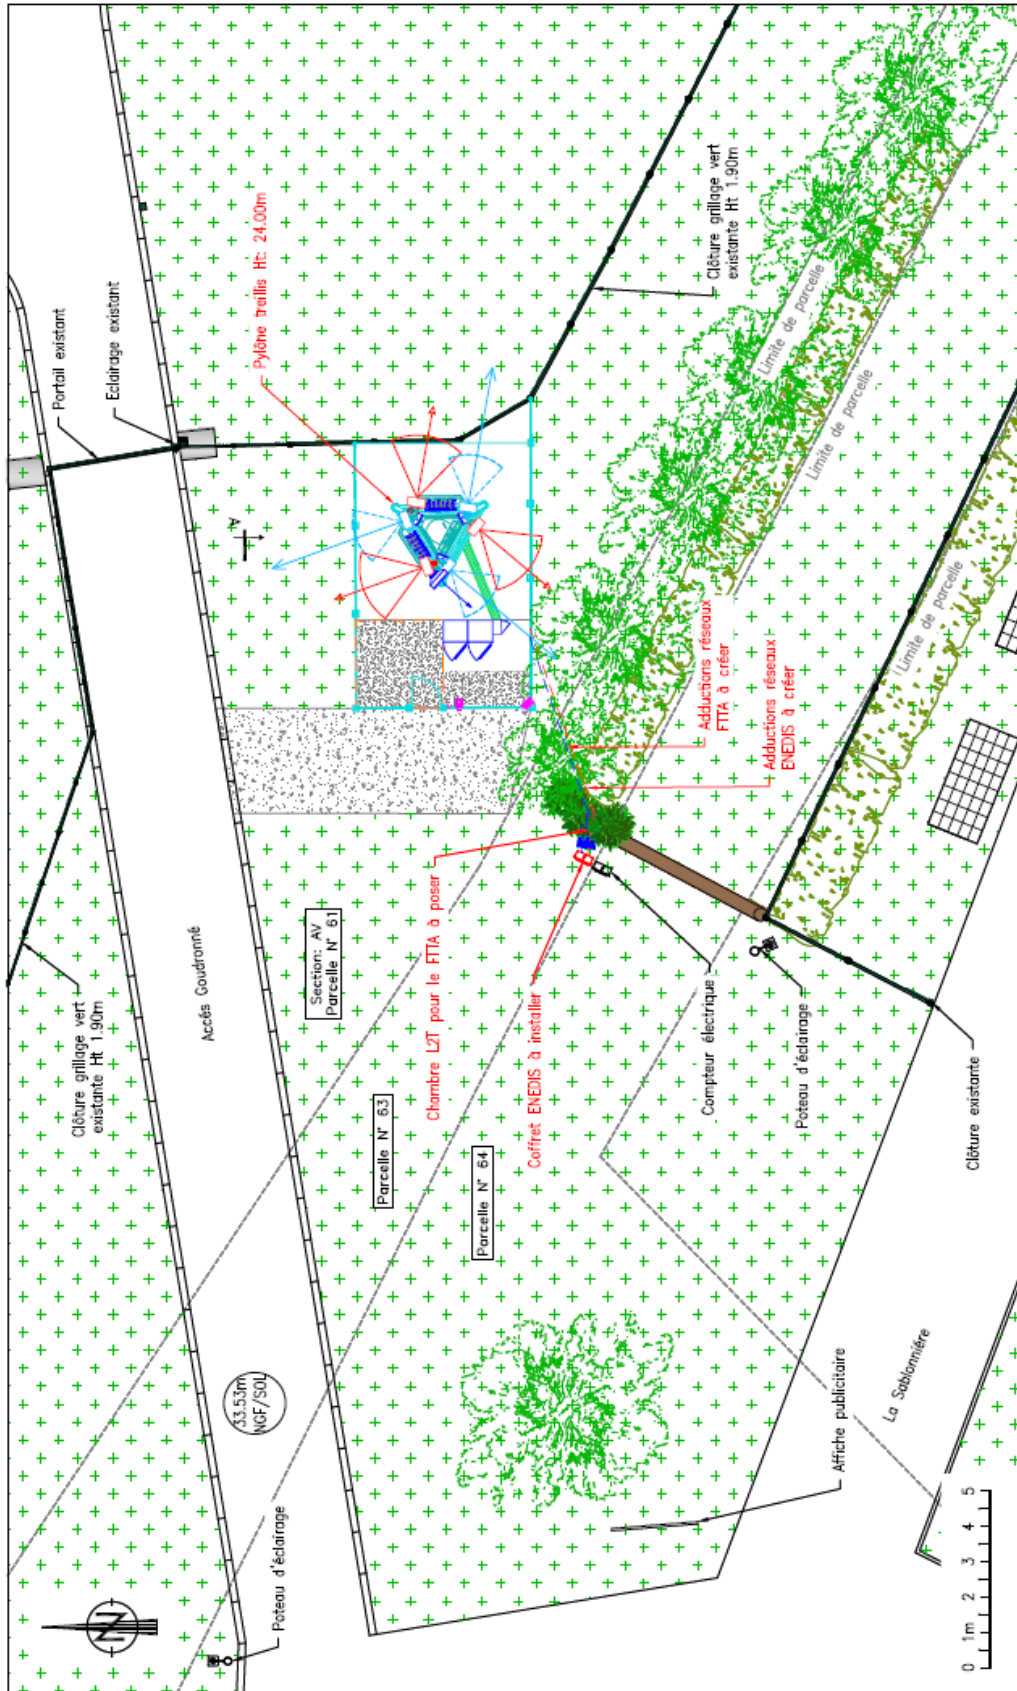 Portail existant
Eclairage existant
Pylône treillis Ht: 24.00m
Clôture grillage vert
existante Ht 1.90m
Limite de parcelle
Limite de parcelle
Limite de parcelle
A
Adductions réseaux
FTTA à créer
Adductions réseaux
ENEDIS à créer
Clôture grillage vert
existante Ht 1.90m
Accés Goudronné
Section: AV
Parcelle N° 61
Parcelle N° 63
Parcelle N° 64
Chambre L2T pour le FTTA à poser
Coffret ENEDIS à installer
Compteur électrique
Poteau d'éclairage
Clôture existante
33.53m
NGF/SOL
Poteau d'éclairage
Affiche publicitaire
La Sablonnière
N
0 1m 2 3 4 5